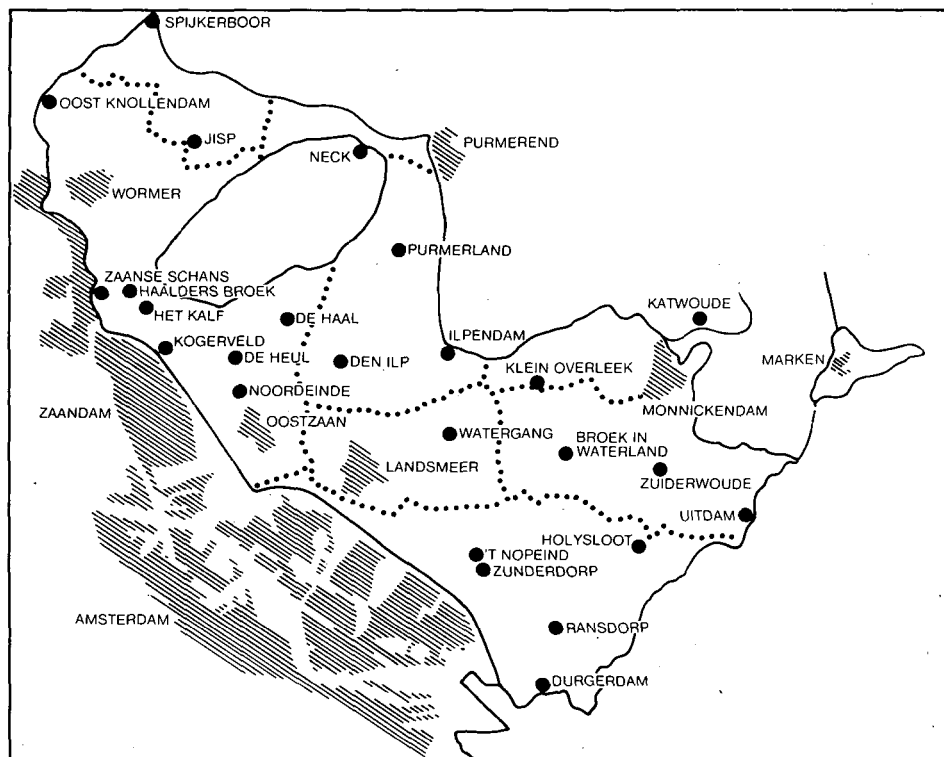 SPIJKERBOOR
OOST KNOLLENDAM
JISP
PURMEREND
NECK
WORMER
PURMERLAND
ZAANSE SCHANS
HAALDERS BROEK
HET KALF
DE HAAL
KATWOUDE
ILPENDAM
KOGERVELD
DE HEUL
DEN ILP
KLEIN OVERLEEK
MARKEN
NOORDEINDE
ZAANDAM
OOSTZAAN
MONNICKENDAM
WATERGANG
BROEK IN
WATERLAND
LANDSMEER
ZUIDERWOUDE
UITDAM
HOLYSLOOT
'T NOPEIND
ZUNDERDORP
AMSTERDAM
RANSDORP
DURGERDAM